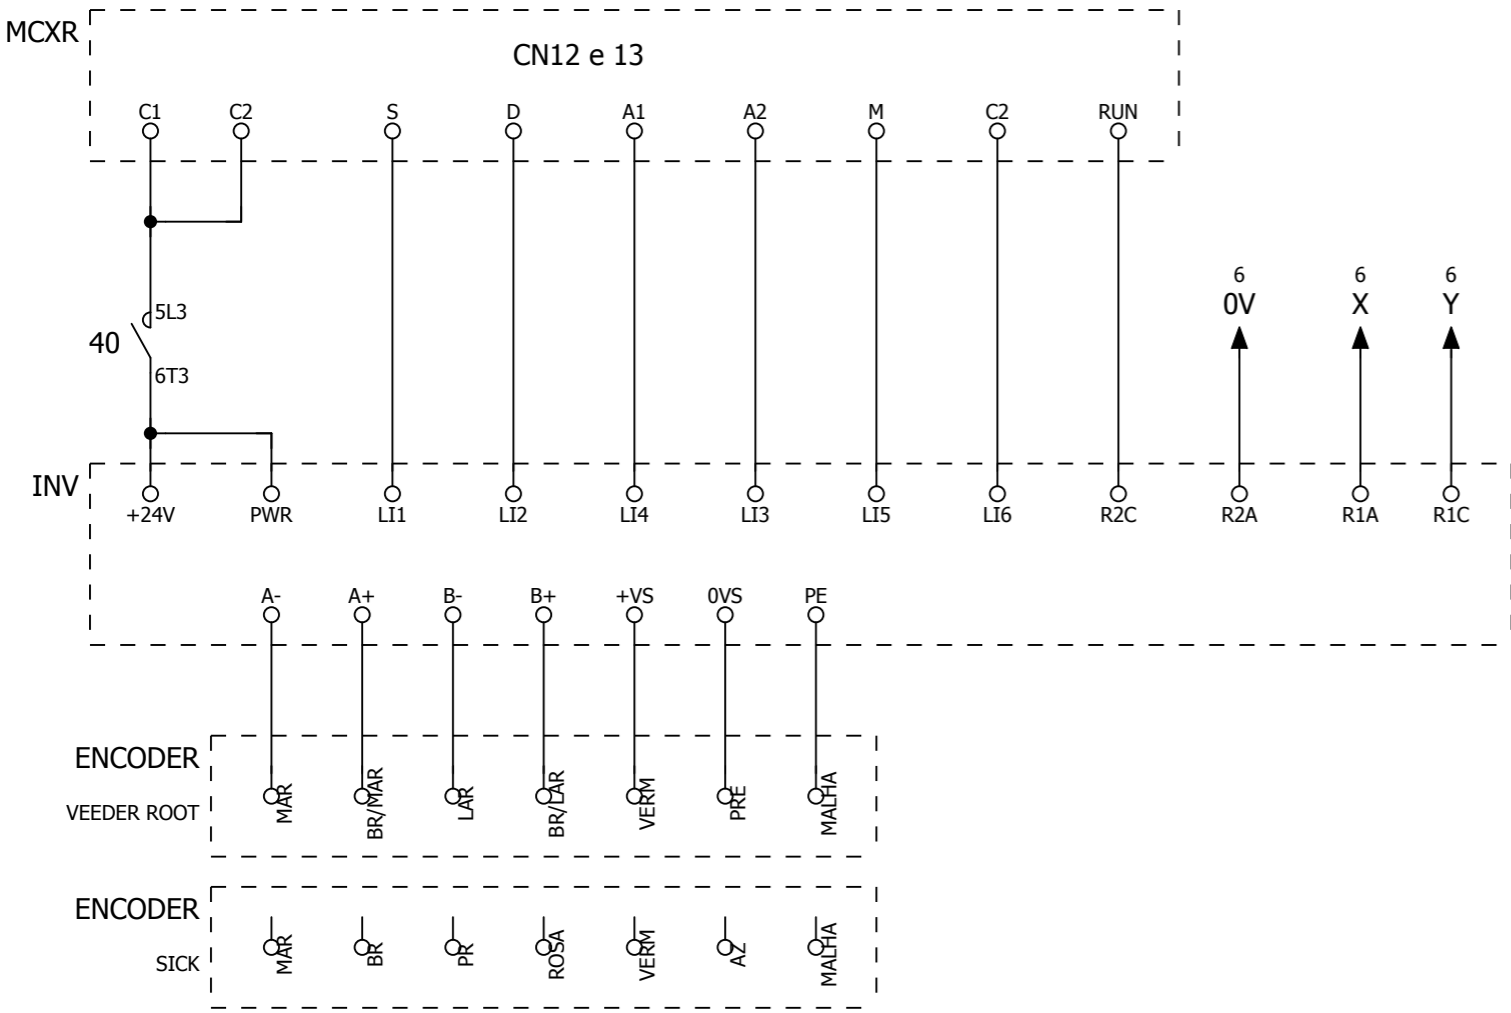 MCXR
CN12 e 13
C1 C2 S D A1 A2 M C2 RUN
6 6 6
0V X Y
5L3
40
6T3
INV
+24V PWR LI1 LI2 LI4 LI3 LI5 LI6 R2C R2A R1A R1C
A- A+ B- B+ +VS 0VS PE
ENCODER
VEEDER ROOT
MAR BR/MAR LAR BR/LAR VERM PRE MALHA
ENCODER
SICK
MAR BR PR ROSA VERM AZ MALHA